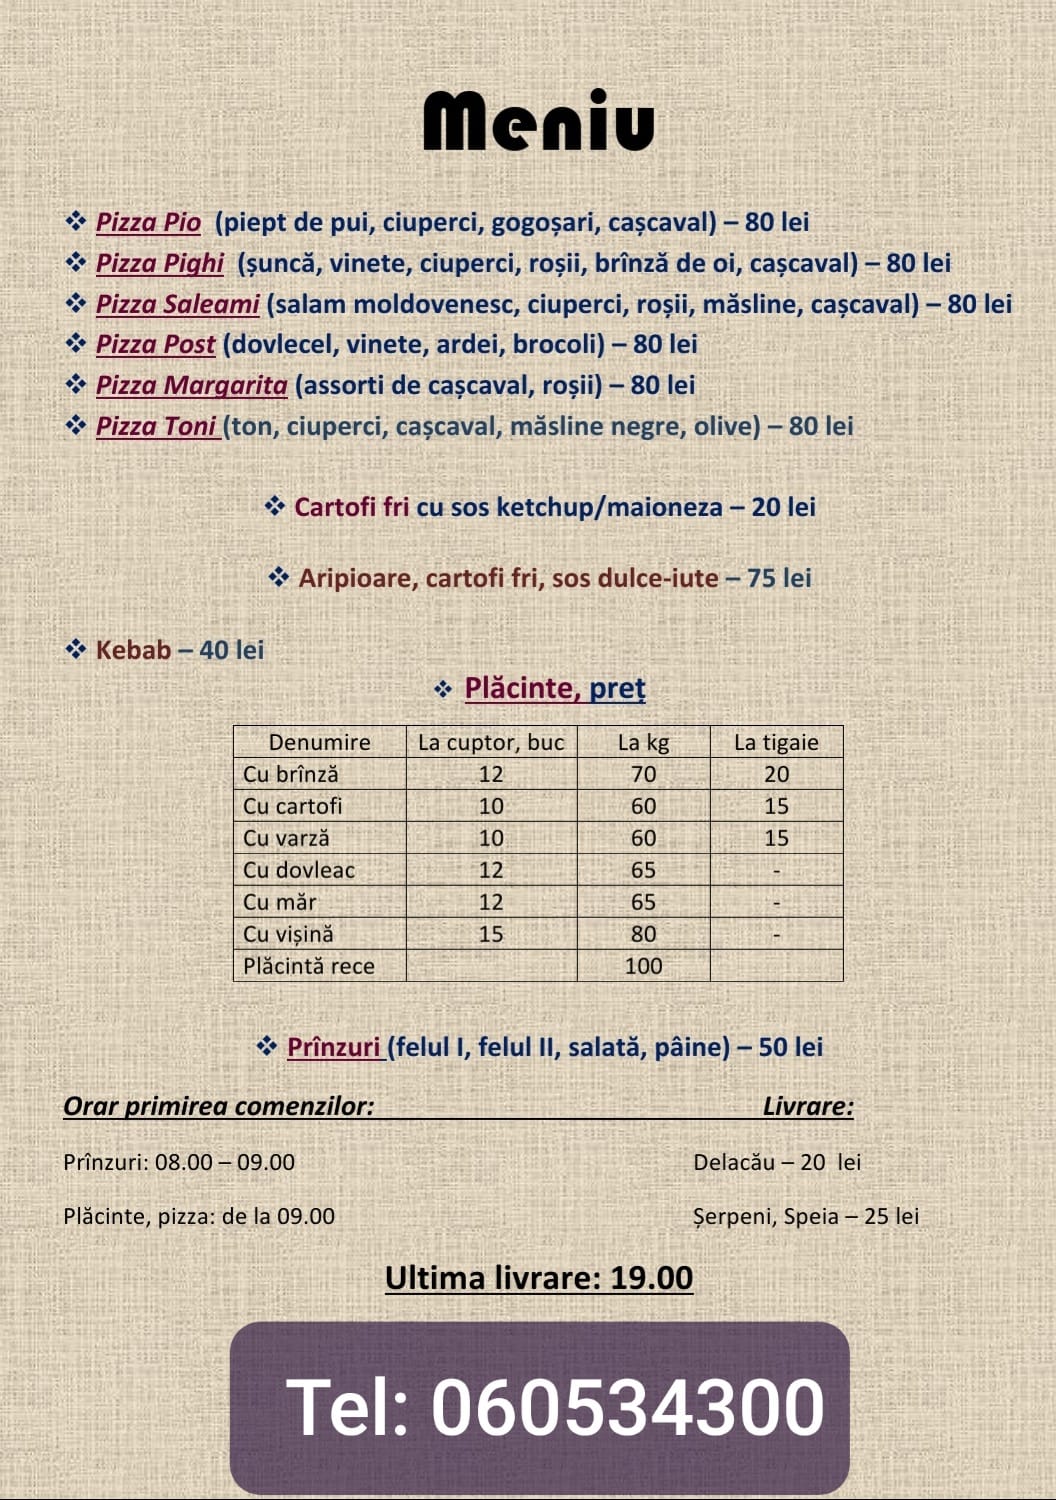 Meniu
❖ Pizza Pio (piept de pui, ciuperci, gogoșari, cașcaval) – 80 lei
❖ Pizza Pighi (șuncă, vinete, ciuperci, roșii, brînză de oi, cașcaval) – 80 lei
❖ Pizza Saleami (salam moldovenesc, ciuperci, roșii, măsline, cașcaval) – 80 lei
❖ Pizza Post (dovlecel, vinete, ardei, brocoli) – 80 lei
❖ Pizza Margarita (assorti de cașcaval, roșii) – 80 lei
❖ Pizza Toni (ton, ciuperci, cașcaval, măsline negre, olive) – 80 lei
❖ Cartofi fri cu sos ketchup/maioneza – 20 lei
❖ Aripioare, cartofi fri, sos dulce-iute – 75 lei
❖ Kebab – 40 lei
❖ Plăcinte, preț
Denumire La cuptor, buc La kg La tigaie
Cu brînză 12 70 20
Cu cartofi 10 60 15
Cu varză 10 60 15
Cu dovleac 12 65 -
Cu măr 12 65 -
Cu vișină 15 80 -
Plăcintă rece 100
❖ Prînzuri (felul I, felul II, salată, pâine) – 50 lei
Orar primirea comenzilor: Livrare:
Prînzuri: 08.00 – 09.00 Delacău – 20 lei
Plăcinte, pizza: de la 09.00 Șerpeni, Speia – 25 lei
Ultima livrare: 19.00
Tel: 060534300